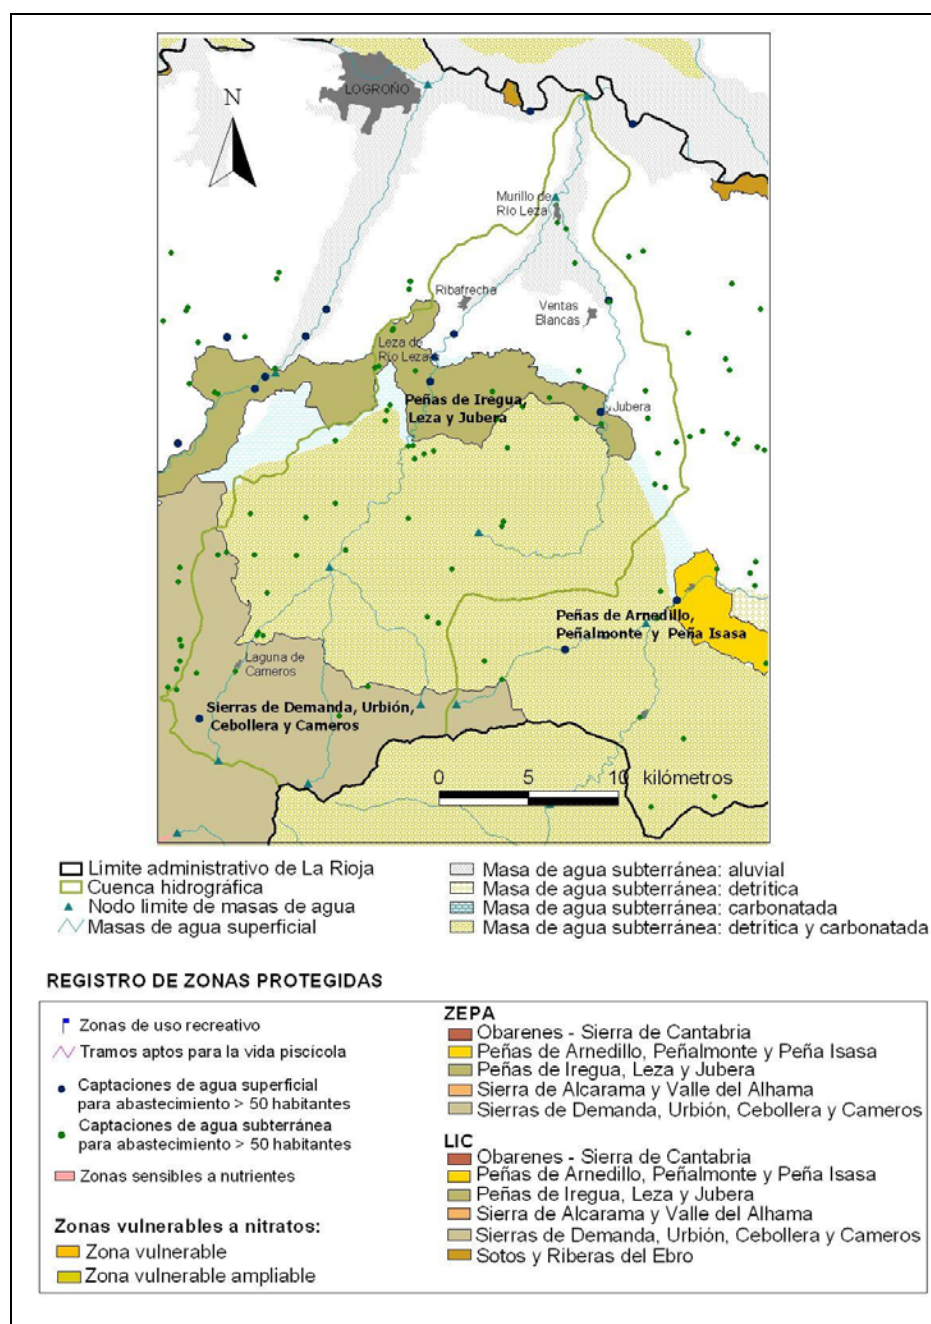 LOGROÑO
N
Murillo de
Río Leza
Ribafrecha
Ventas
Blancas
Leza de
Río Leza
Peñas de Iregua,
Leza y Jubera
Jubera
Peñas de Arnedillo,
Peñalmonte y Peña Isasa
Laguna de
Cameros
Sierras de Demanda, Urbión,
Cebollera y Cameros
0 5 10 kilómetros
Límite administrativo de La Rioja
Cuenca hidrográfica
Nodo límite de masas de agua
Masas de agua superficial
Masa de agua subterránea: aluvial
Masa de agua subterránea: detrítica
Masa de agua subterránea: carbonatada
Masa de agua subterránea: detrítica y carbonatada
REGISTRO DE ZONAS PROTEGIDAS
Zonas de uso recreativo
Tramos aptos para la vida piscícola
Captaciones de agua superficial
para abastecimiento > 50 habitantes
Captaciones de agua subterránea
para abastecimiento > 50 habitantes
Zonas sensibles a nutrientes
Zonas vulnerables a nitratos:
Zona vulnerable
Zona vulnerable ampliable
ZEPA
Obarenes - Sierra de Cantabria
Peñas de Arnedillo, Peñalmonte y Peña Isasa
Peñas de Iregua, Leza y Jubera
Sierra de Alcarama y Valle del Alhama
Sierras de Demanda, Urbión, Cebollera y Cameros
LIC
Obarenes - Sierra de Cantabria
Peñas de Arnedillo, Peñalmonte y Peña Isasa
Peñas de Iregua, Leza y Jubera
Sierra de Alcarama y Valle del Alhama
Sierras de Demanda, Urbión, Cebollera y Cameros
Sotos y Riberas del Ebro